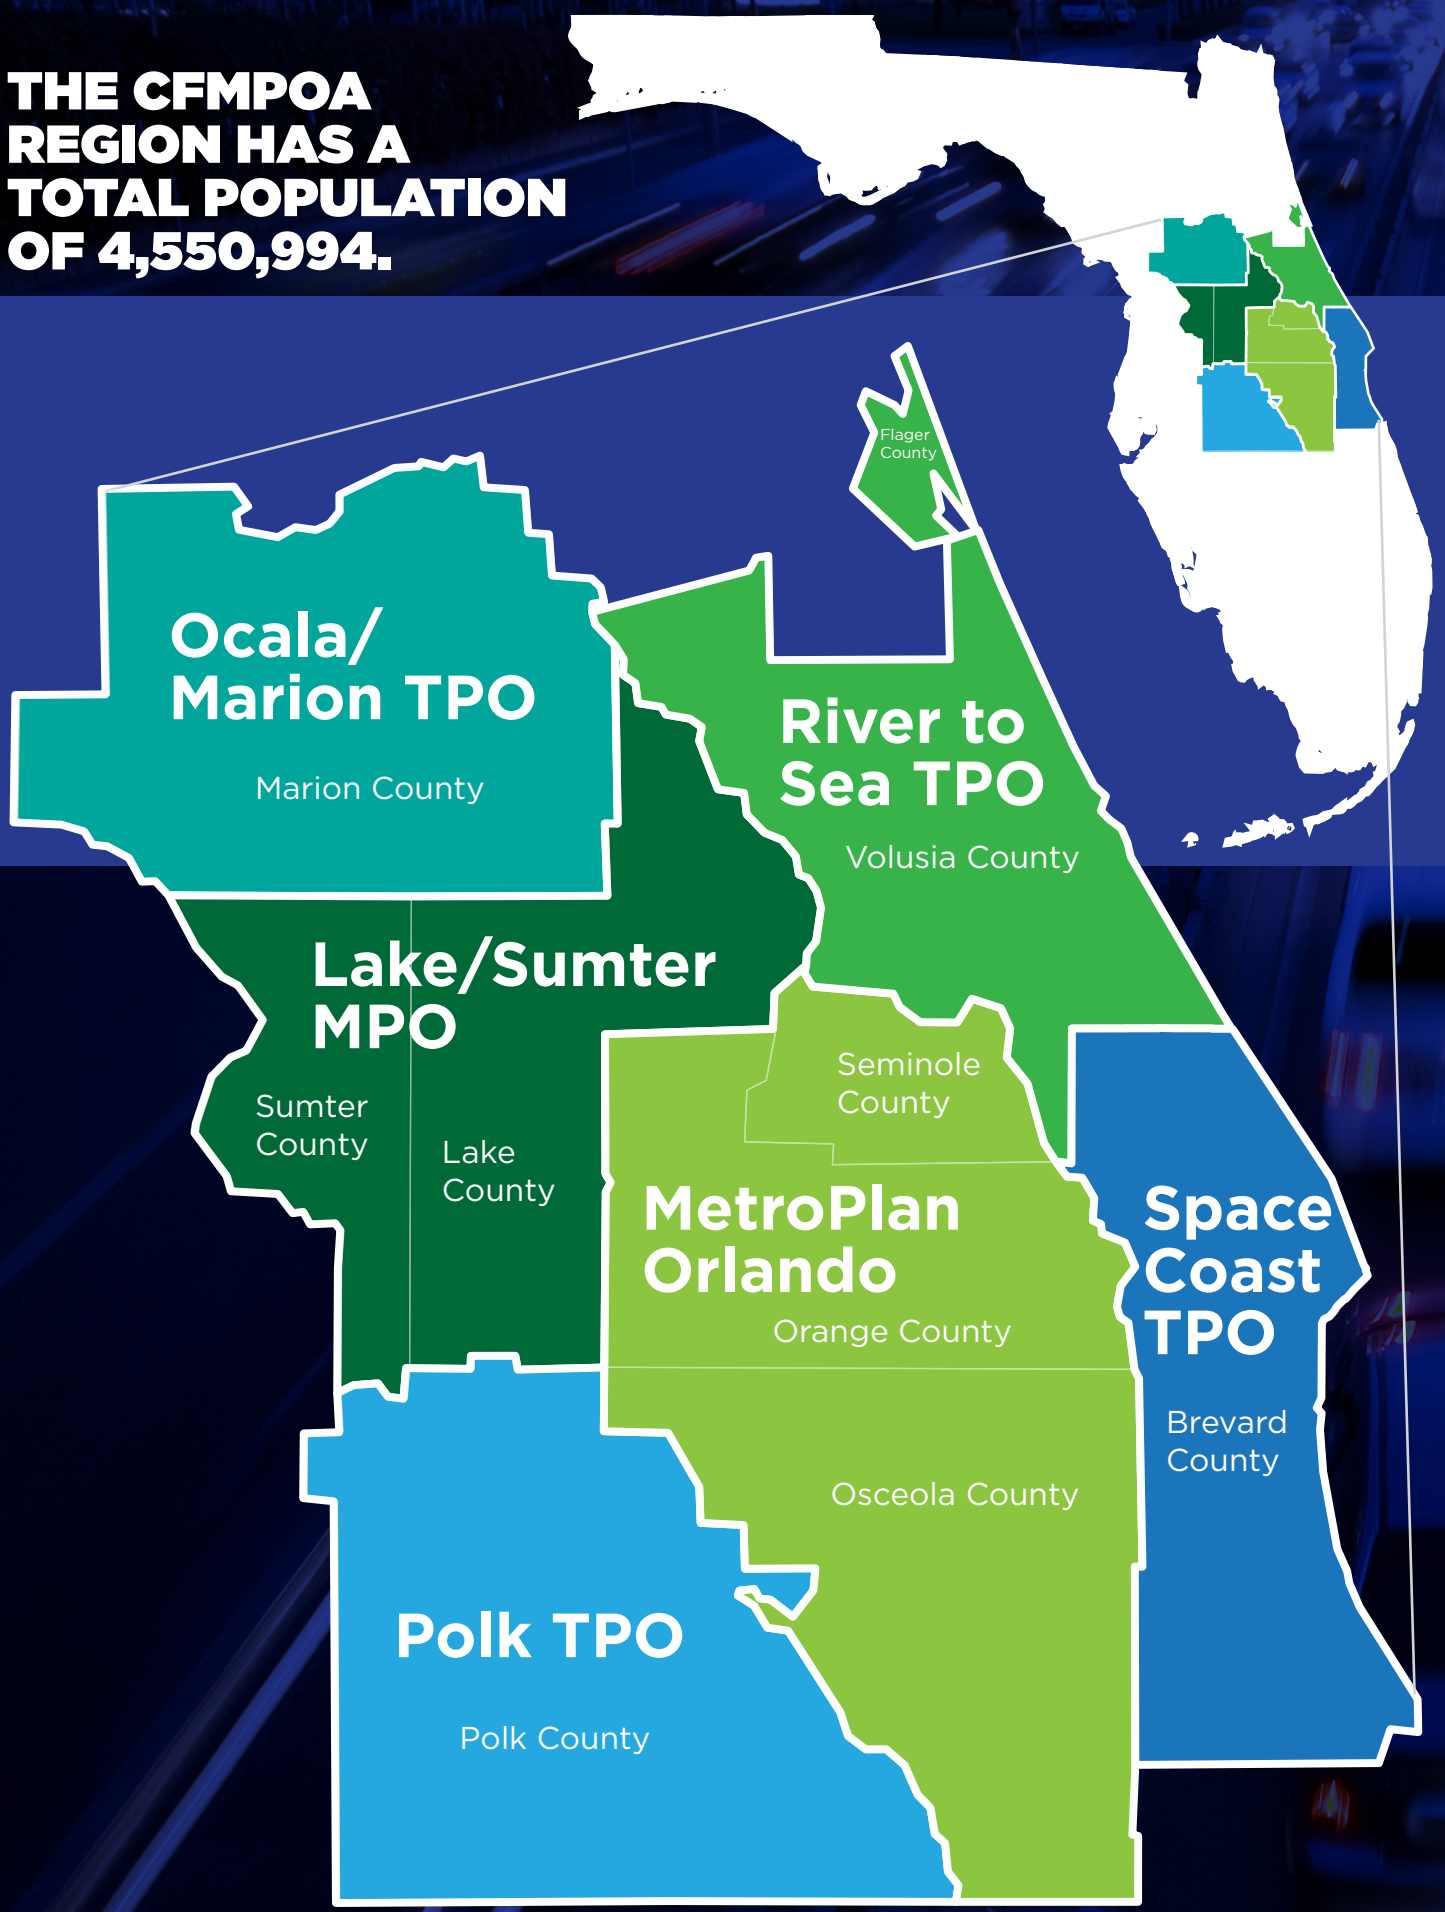 THE CFMPOA
REGION HAS A
TOTAL POPULATION
OF 4,550,994.
Flager
County
Ocala/
Marion TPO
Marion County
River to
Sea TPO
Volusia County
Lake/Sumter
MPO
Sumter
County
Lake
County
Seminole
County
MetroPlan
Orlando
Orange County
Osceola County
Space
Coast
TPO
Brevard
County
Polk TPO
Polk County